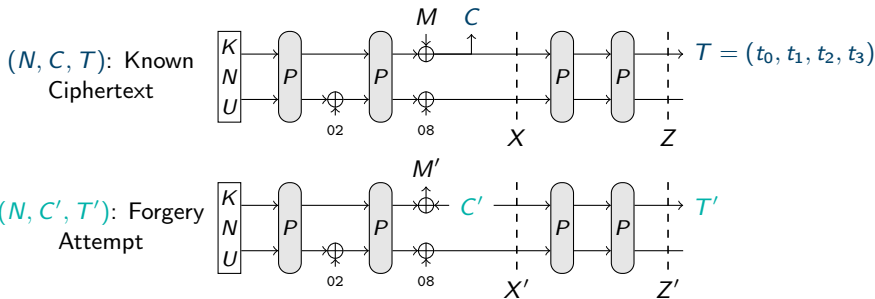 M C
(N, C, T): Known
Ciphertext
K
N
U
P P P P
T = (t₀, t₁, t₂, t₃)
02 08
X Z
M′
(N, C′, T′): Forgery
Attempt
K
N
U
P P C′ P P
T′
02 08
X′ Z′